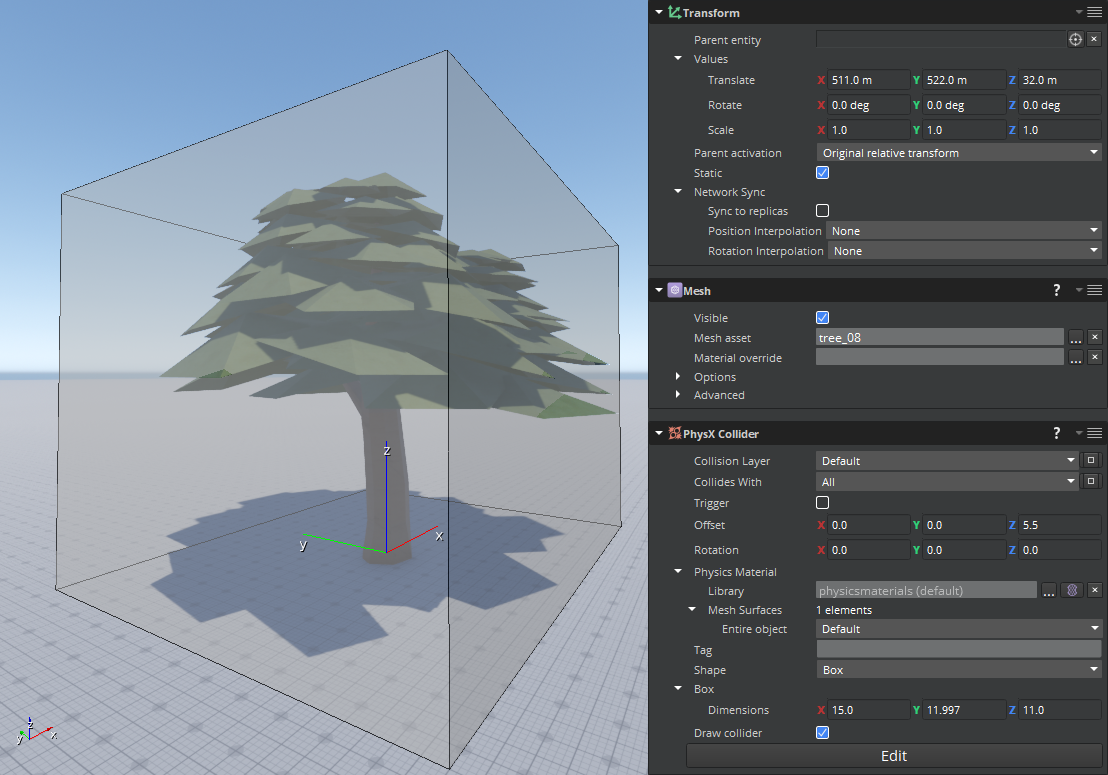 Transform
Parent entity
Values
Translate X 511.0 m Y 522.0 m Z 32.0 m
Rotate X 0.0 deg Y 0.0 deg Z 0.0 deg
Scale X 1.0 Y 1.0 Z 1.0
Parent activation Original relative transform
Static
Network Sync
Sync to replicas
Position Interpolation None
Rotation Interpolation None
Mesh ?
Visible
Mesh asset tree_08 ...
Material override ...
Options
Advanced
PhysX Collider ?
Collision Layer Default
Collides With All
Trigger
Offset X 0.0 Y 0.0 Z 5.5
Rotation X 0.0 Y 0.0 Z 0.0
Physics Material
Library physicsmaterials (default) ...
Mesh Surfaces 1 elements
Entire object Default
Tag
Shape Box
Box
Dimensions X 15.0 Y 11.997 Z 11.0
Draw collider
Edit
z
y
x
z
y
x